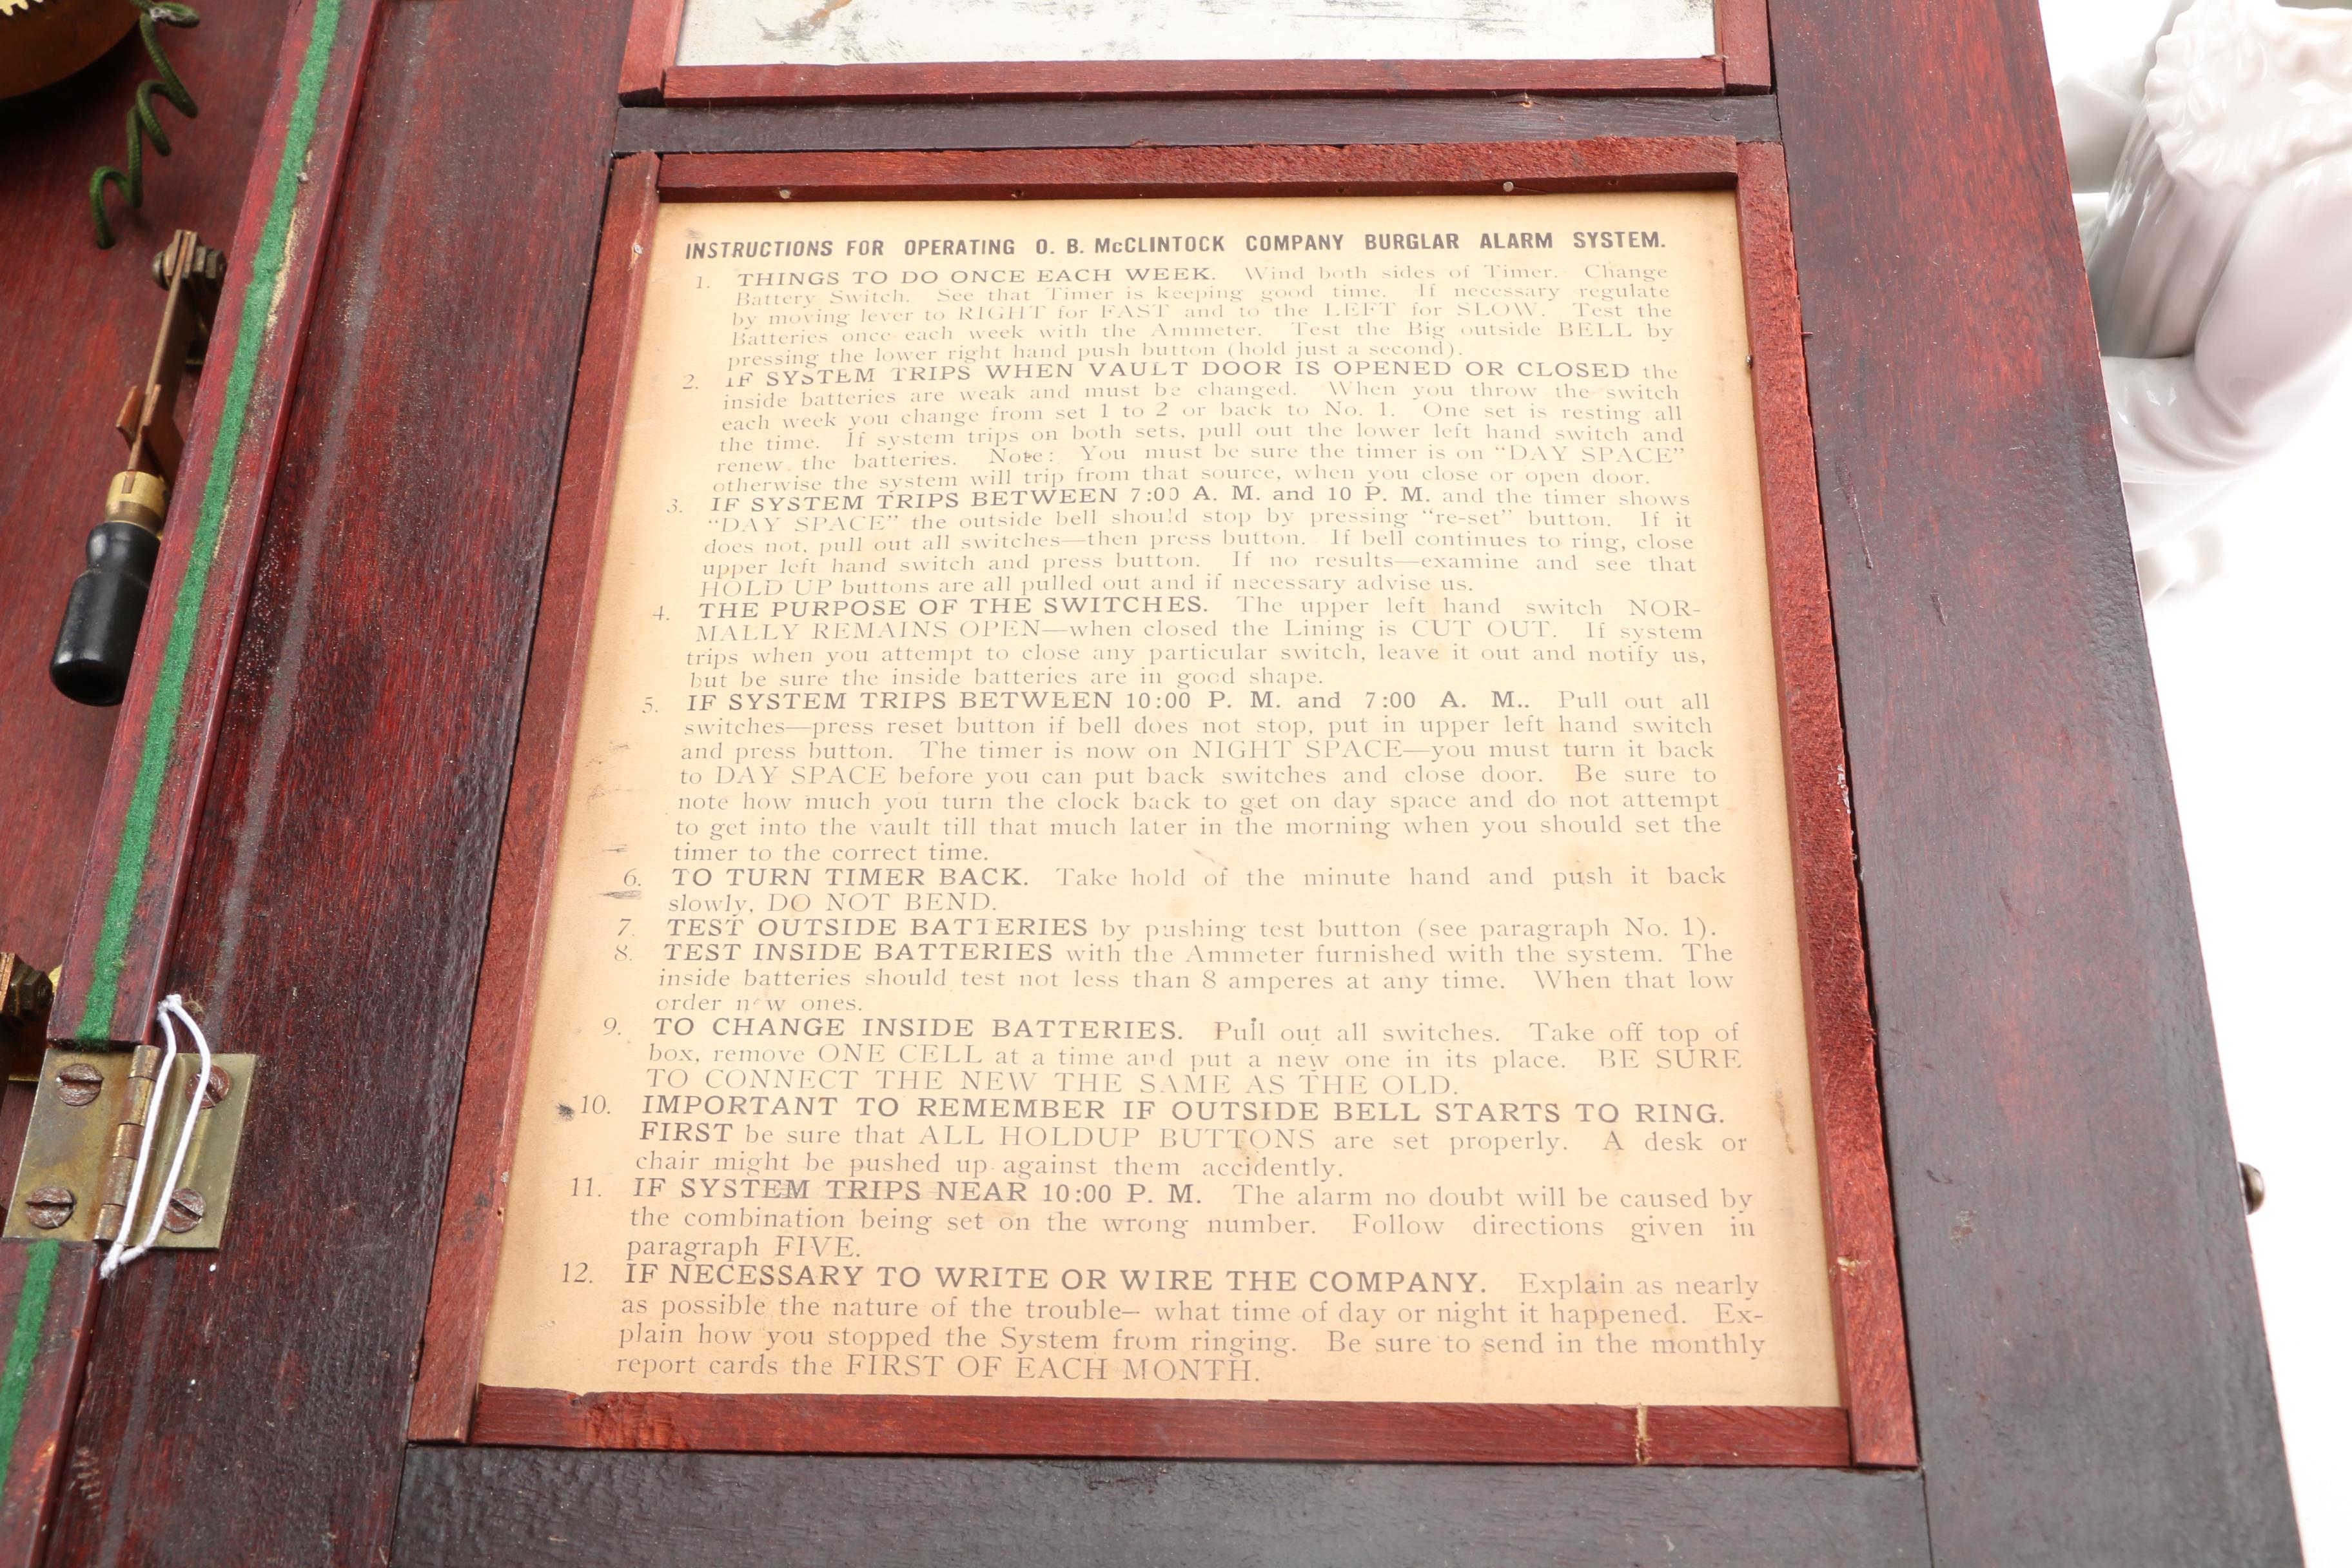 INSTRUCTIONS FOR OPERATING O. B. McCLINTOCK COMPANY BURGLAR ALARM SYSTEM.
1. THINGS TO DO ONCE EACH WEEK. Wind both sides of Timer. Change
Battery Switch. See that Timer is keeping good time. If necessary regulate
by moving lever to RIGHT for FAST and to the LEFT for SLOW. Test the
Batteries once each week with the Ammeter. Test the Big outside BELL by
pressing the lower right hand push button (hold just a second).
2. IF SYSTEM TRIPS WHEN VAULT DOOR IS OPENED OR CLOSED the
inside batteries are weak and must be changed. When you throw the switch
each week you change from set 1 to 2 or back to No. 1. One set is resting all
the time. If system trips on both sets, pull out the lower left hand switch and
renew the batteries. Note: You must be sure the timer is on "DAY SPACE"
otherwise the system will trip from that source, when you close or open door.
3. IF SYSTEM TRIPS BETWEEN 7:00 A. M. and 10 P. M. and the timer shows
"DAY SPACE" the outside bell should stop by pressing "re-set" button. If it
does not, pull out all switches—then press button. If bell continues to ring, close
upper left hand switch and press button. If no results—examine and see that
HOLD UP buttons are all pulled out and if necessary advise us.
4. THE PURPOSE OF THE SWITCHES. The upper left hand switch NOR-
MALLY REMAINS OPEN—when closed the Lining is CUT OUT. If system
trips when you attempt to close any particular switch, leave it out and notify us,
but be sure the inside batteries are in good shape.
5. IF SYSTEM TRIPS BETWEEN 10:00 P. M. and 7:00 A. M.. Pull out all
switches—press reset button if bell does not stop, put in upper left hand switch
and press button. The timer is now on NIGHT SPACE—you must turn it back
to DAY SPACE before you can put back switches and close door. Be sure to
note how much you turn the clock back to get on day space and do not attempt
to get into the vault till that much later in the morning when you should set the
timer to the correct time.
6. TO TURN TIMER BACK. Take hold of the minute hand and push it back
slowly, DO NOT BEND.
7. TEST OUTSIDE BATTERIES by pushing test button (see paragraph No. 1).
8. TEST INSIDE BATTERIES with the Ammeter furnished with the system. The
inside batteries should test not less than 8 amperes at any time. When that low
order new ones.
9. TO CHANGE INSIDE BATTERIES. Pull out all switches. Take off top of
box, remove ONE CELL at a time and put a new one in its place. BE SURE
TO CONNECT THE NEW THE SAME AS THE OLD.
10. IMPORTANT TO REMEMBER IF OUTSIDE BELL STARTS TO RING.
FIRST be sure that ALL HOLDUP BUTTONS are set properly. A desk or
chair might be pushed up against them accidently.
11. IF SYSTEM TRIPS NEAR 10:00 P. M. The alarm no doubt will be caused by
the combination being set on the wrong number. Follow directions given in
paragraph FIVE.
12. IF NECESSARY TO WRITE OR WIRE THE COMPANY. Explain as nearly
as possible the nature of the trouble— what time of day or night it happened. Ex-
plain how you stopped the System from ringing. Be sure to send in the monthly
report cards the FIRST OF EACH MONTH.